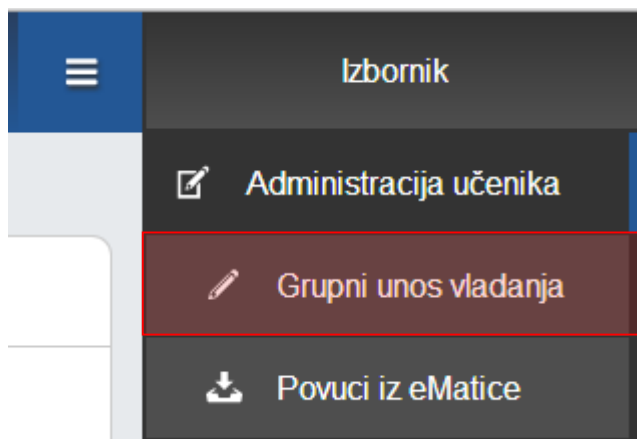 Izbornik
Administracija učenika
Grupni unos vladanja
Povuci iz eMatice